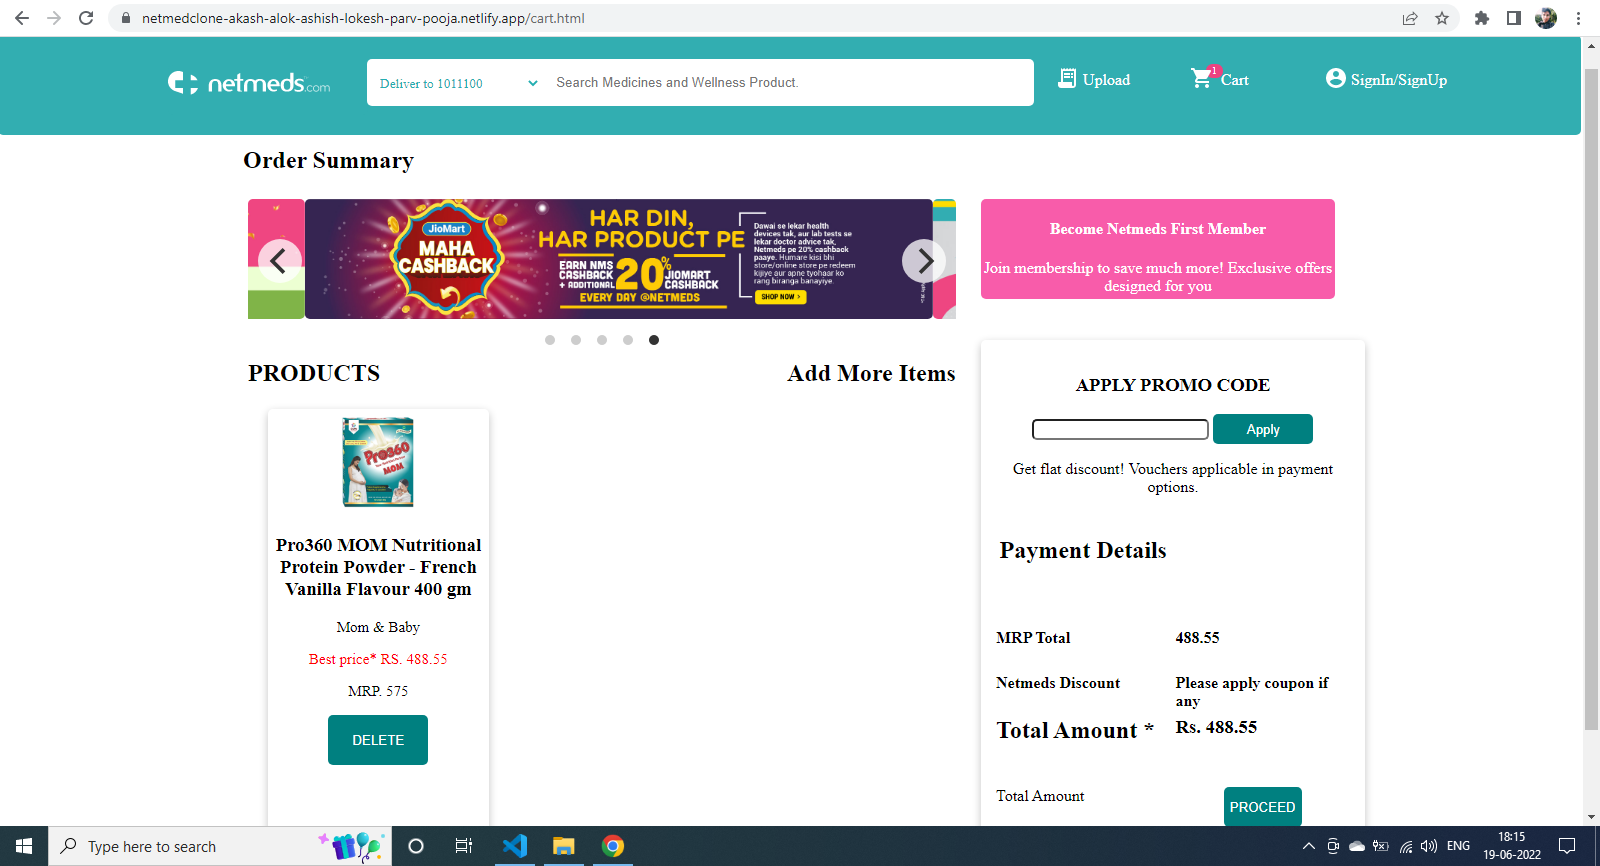 netmedclone-akash-alok-ashish-lokesh-parv-pooja.netlify.app/cart.html
netmeds.com
Deliver to 1011100
Search Medicines and Wellness Product.
Upload
1
Cart
SignIn/SignUp
Order Summary
JioMart
MAHA
CASHBACK
HAR DIN,
HAR PRODUCT PE
EARN NMS
CASHBACK
+ ADDITIONAL
20%
JIOMART
CASHBACK
EVERY DAY @NETMEDS
Dawai se lekar health
devices tak, aur lab tests se
lekar doctor advice tak,
Netmeds pe 20% cashback
paaye. Humare kisi bhi
store/online store pe redeem
kijiye aur apne tyohaar ko
rang biranga banayiye.
SHOP NOW >
Become Netmeds First Member
Join membership to save much more! Exclusive offers
designed for you
PRODUCTS
Add More Items
Pro360
MOM
Pro360 MOM Nutritional
Protein Powder - French
Vanilla Flavour 400 gm
Mom & Baby
Best price* RS. 488.55
MRP. 575
DELETE
APPLY PROMO CODE
Apply
Get flat discount! Vouchers applicable in payment
options.
Payment Details
MRP Total
488.55
Netmeds Discount
Please apply coupon if
any
Total Amount *
Rs. 488.55
Total Amount
PROCEED
Type here to search
ENG
18:15
19-06-2022